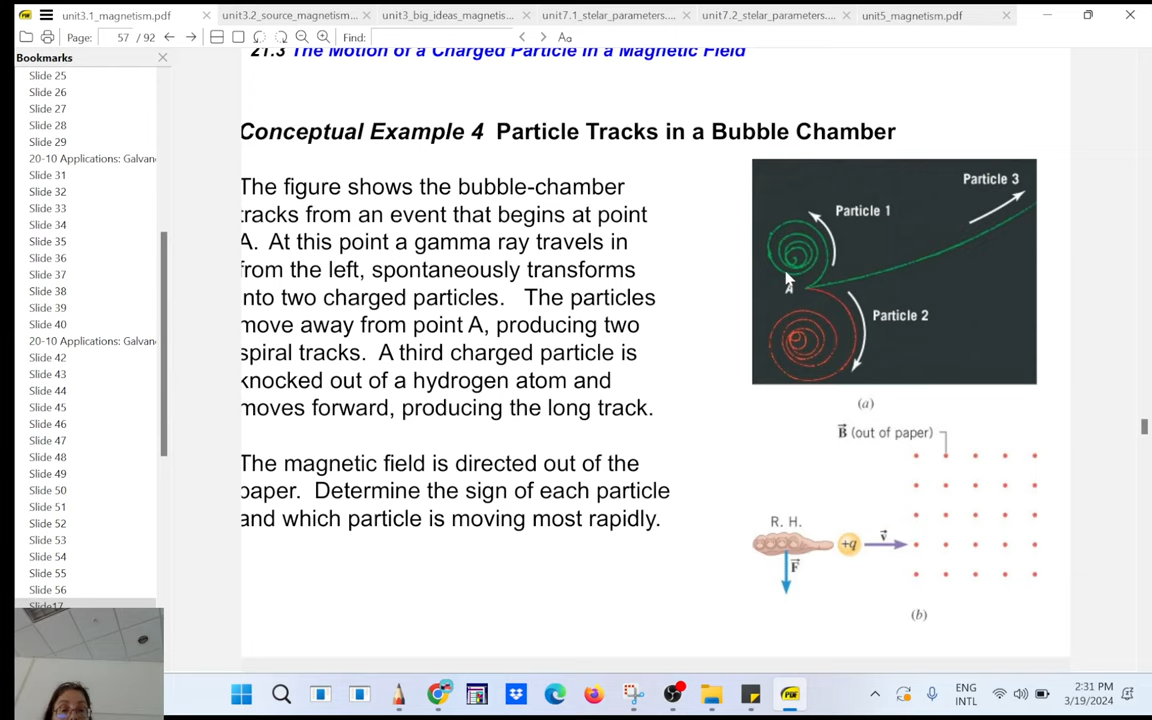 unit3.1_magnetism.pdf
unit3.2_source_magnetism....
unit3_big_ideas_magnetis...
unit7.1_stelar_parameters....
unit7.2_stelar_parameters....
unit5_magnetism.pdf
Page: 57 / 92
Find:
Bookmarks
Slide 25
Slide 26
Slide 27
Slide 28
Slide 29
20-10 Applications: Galvan
Slide 31
Slide 32
Slide 33
Slide 34
Slide 35
Slide 36
Slide 37
Slide 38
Slide 39
Slide 40
20-10 Applications: Galvan
Slide 42
Slide 43
Slide 44
Slide 45
Slide 46
Slide 47
Slide 48
Slide 49
Slide 50
Slide 51
Slide 52
Slide 53
Slide 54
Slide 55
Slide 56
Slide17
21.3 The Motion of a Charged Particle in a Magnetic Field
Conceptual Example 4 Particle Tracks in a Bubble Chamber
The figure shows the bubble-chamber
tracks from an event that begins at point
A. At this point a gamma ray travels in
from the left, spontaneously transforms
into two charged particles. The particles
move away from point A, producing two
spiral tracks. A third charged particle is
knocked out of a hydrogen atom and
moves forward, producing the long track.
The magnetic field is directed out of the
paper. Determine the sign of each particle
and which particle is moving most rapidly.
Particle 3
Particle 1
A
Particle 2
(a)
B (out of paper)
R. H.
+q
v
F
(b)
ENG
INTL
2:31 PM
3/19/2024